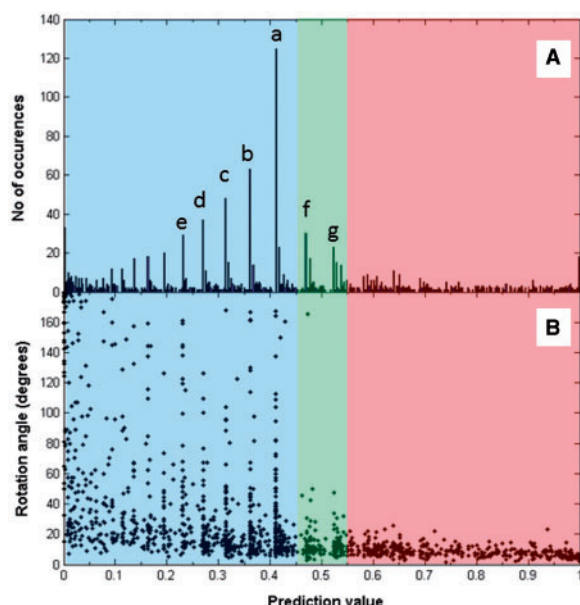 140
120
100
80
60
40
20
0
No of occurences
a
b
c
d
e
f
g
A
160
140
120
100
80
60
40
20
0
Rotation angle (degrees)
B
0 0.1 0.2 0.3 0.4 0.5 0.6 0.7 0.8 0.9 1
Prediction value